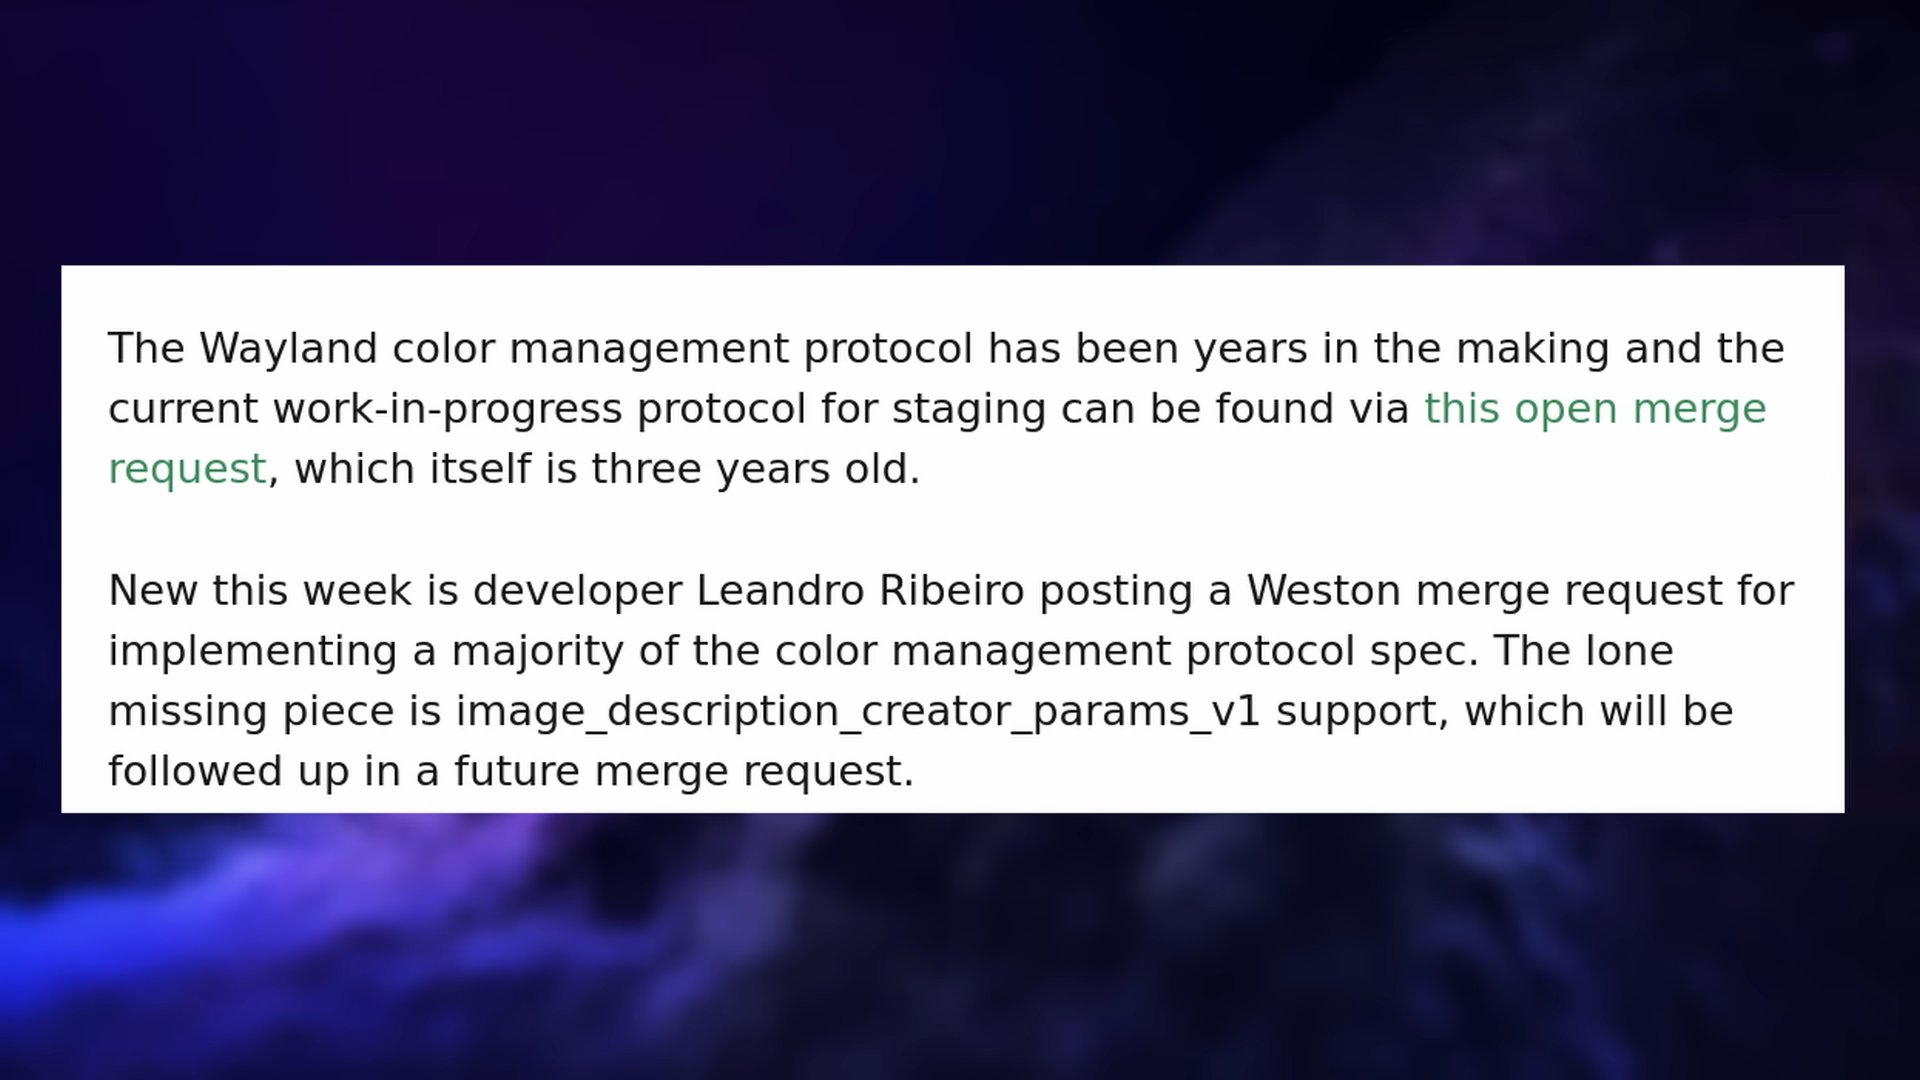 The Wayland color management protocol has been years in the making and the
current work-in-progress protocol for staging can be found via this open merge
request, which itself is three years old.
New this week is developer Leandro Ribeiro posting a Weston merge request for
implementing a majority of the color management protocol spec. The lone
missing piece is image_description_creator_params_v1 support, which will be
followed up in a future merge request.